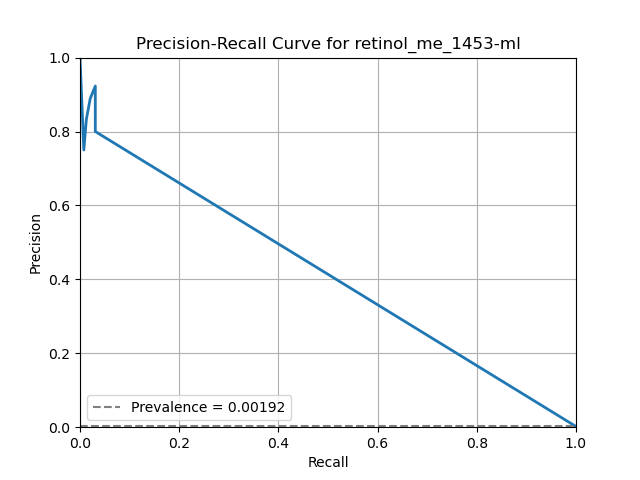 Precision-Recall Curve for retinol_me_1453-ml
1.0
0.8
0.6
0.4
0.2
0.0
Precision
Prevalence = 0.00192
0.0 0.2 0.4 0.6 0.8 1.0
Recall